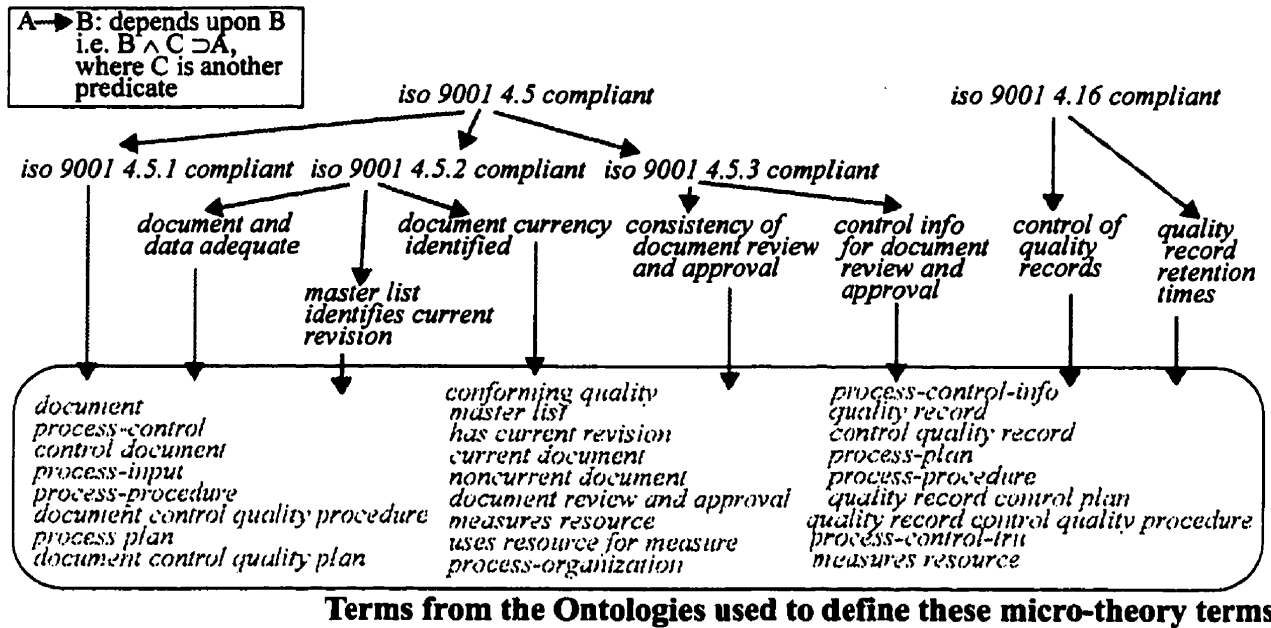 A→ B: depends upon B
i.e. B ∧ C ⊃A,
where C is another
predicate
iso 9001 4.5 compliant
iso 9001 4.16 compliant
iso 9001 4.5.1 compliant
iso 9001 4.5.2 compliant
iso 9001 4.5.3 compliant
document and
data adequate
master list
identifies current
revision
document currency
identified
consistency of
document review
and approval
control info
for document
review and
approval
control of
quality
records
quality
record
retention
times
document
process-control
control document
process-input
process-procedure
document control quality procedure
process plan
document control quality plan
conforming quality
master list
has current revision
current document
noncurrent document
document review and approval
measures resource
uses resource for measure
process-organization
process-control-info
quality record
control quality record
process-plan
process-procedure
quality record control plan
quality record control quality procedure
measures resource
Terms from the Ontologies used to define these micro-theory terms